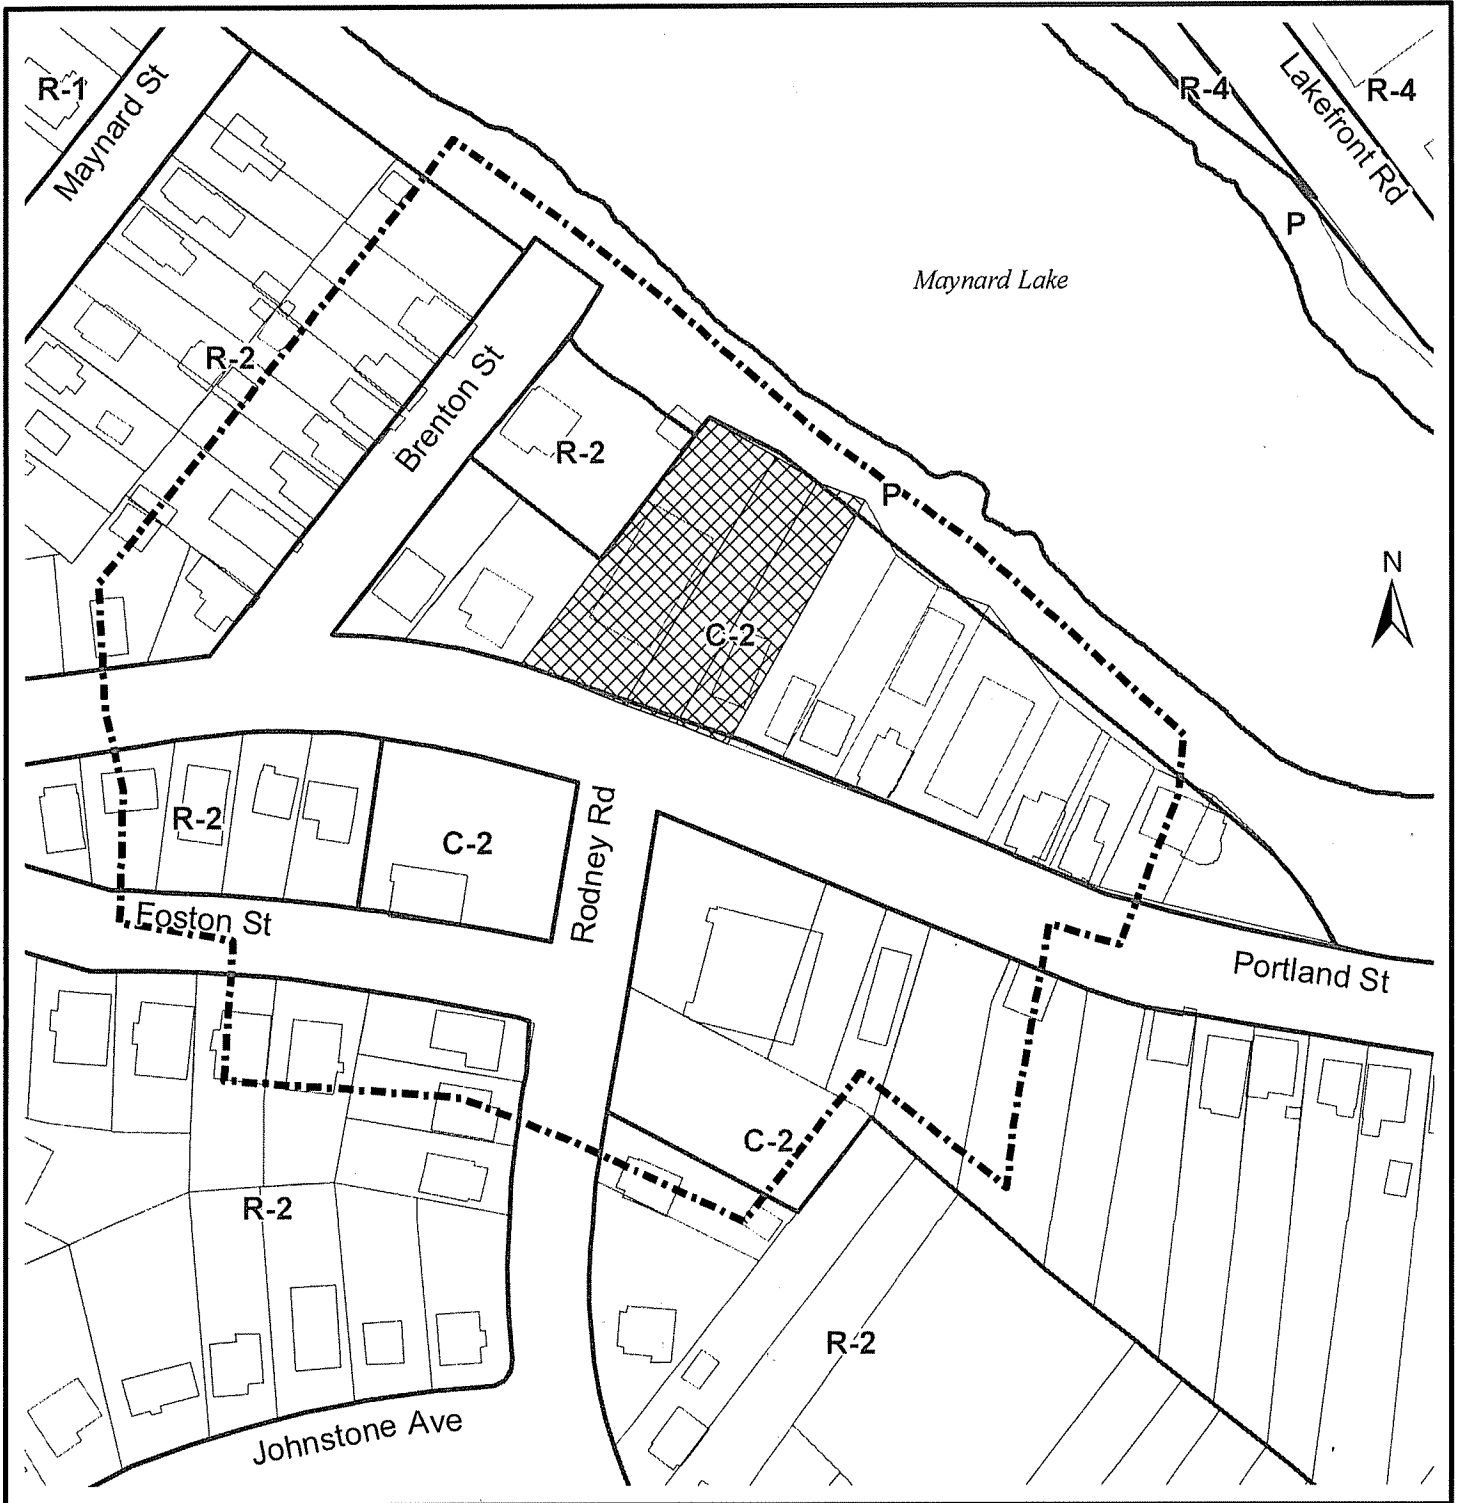 R-1
Maynard St
R-4
Lakefront Rd
R-4
P
Maynard Lake
R-2
Brenton St
R-2
P
N
C-2
R-2
C-2
Rodney Rd
Eoston St
Portland St
C-2
R-2
R-2
Johnstone Ave